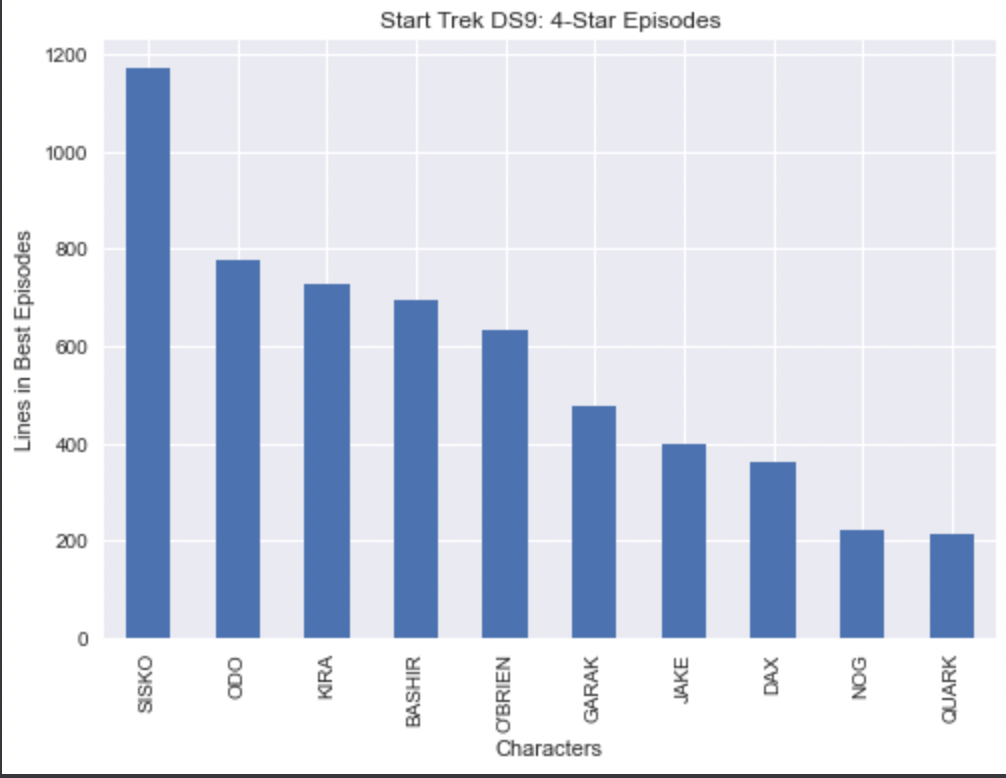 Start Trek DS9: 4-Star Episodes
1200
1000
800
600
400
200
0
Lines in Best Episodes
SISKO
ODO
KIRA
BASHIR
O'BRIEN
GARAK
JAKE
DAX
NOG
QUARK
Characters